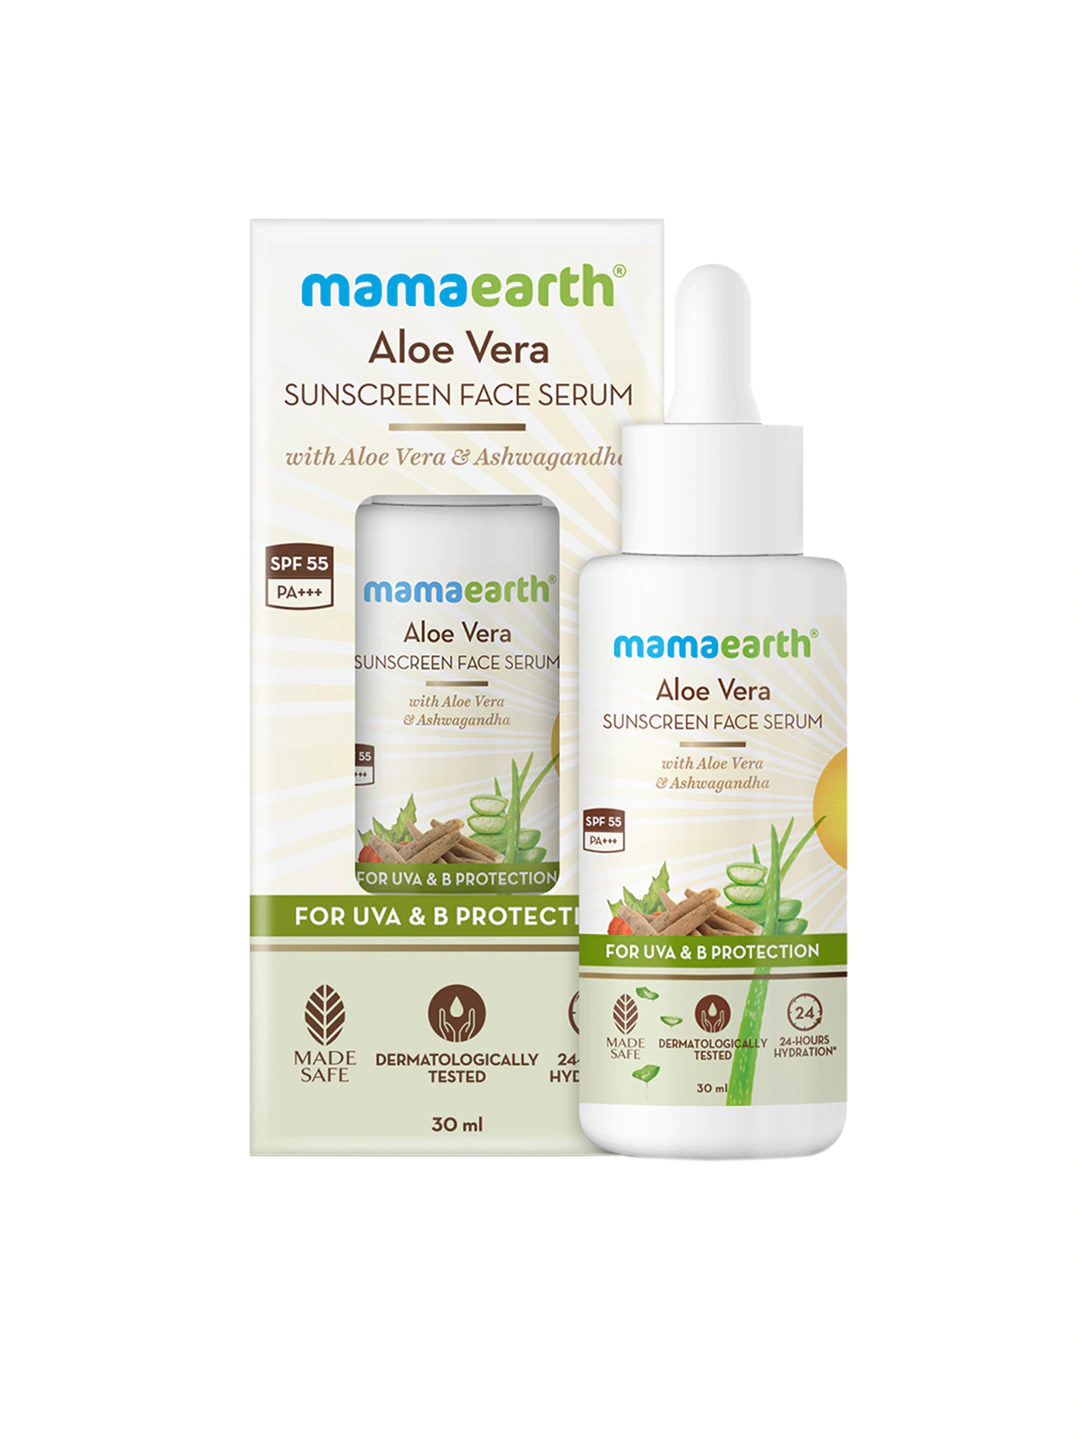 mamaearth®
Aloe Vera
SUNSCREEN FACE SERUM
with Aloe Vera & Ashwagandha
SPF 55
PA+++
mamaearth®
Aloe Vera
SUNSCREEN FACE SERUM
with Aloe Vera
& Ashwagandha
55
+++
FOR UVA & B PROTECTION
FOR UVA & B PROTECTI
MADE
SAFE
DERMATOLOGICALLY
TESTED
24-
HYD
30 ml
mamaearth®
Aloe Vera
SUNSCREEN FACE SERUM
with Aloe Vera
& Ashwagandha
SPF 55
PA+++
FOR UVA & B PROTECTION
MADE
SAFE
DERMATOLOGICALLY
TESTED
24
24-HOURS
HYDRATION*
30 ml